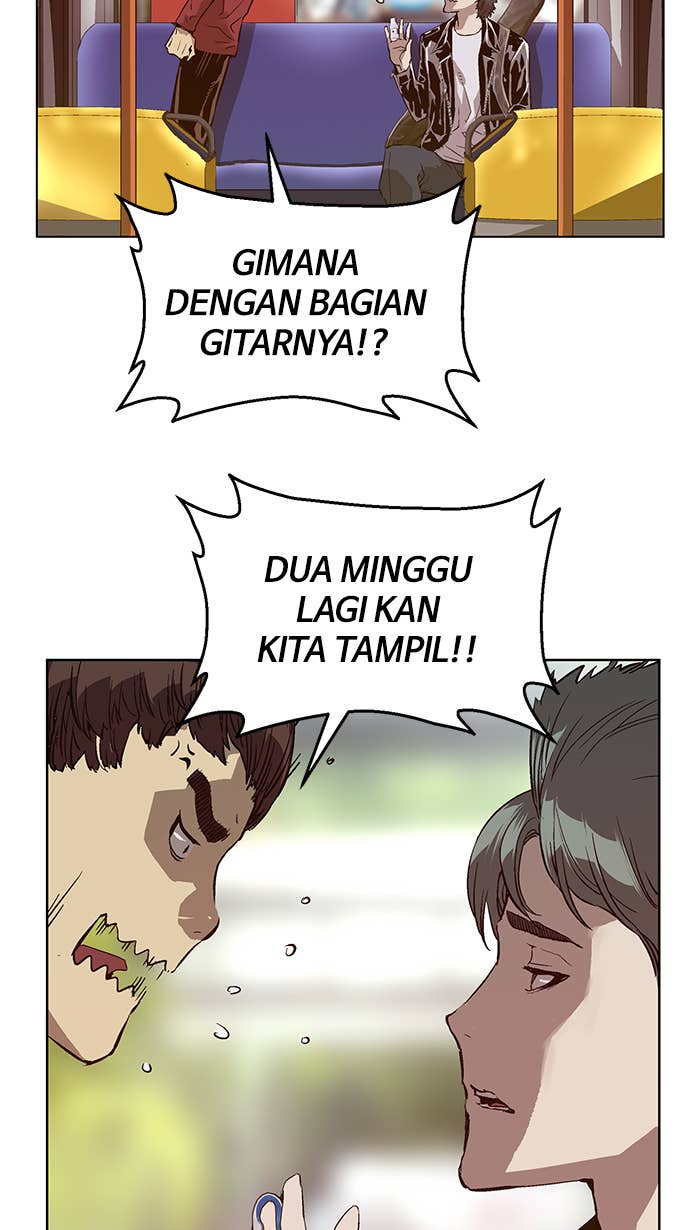 GIMANA
DENGAN BAGIAN
GITARNYA!?
DUA MINGGU
LAGI KAN
KITA TAMPIL!!